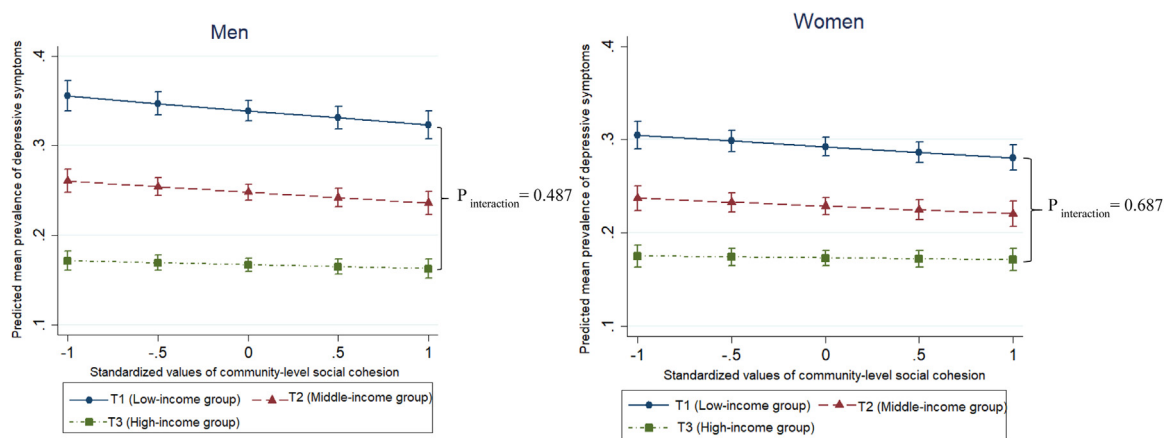 Men
Predicted mean prevalence of depressive symptoms
.4
.3
.2
.1
P interaction = 0.487
-1 -.5 0 .5 1
Standardized values of community-level social cohesion
T1 (Low-income group) T2 (Middle-income group)
T3 (High-income group)
Women
Predicted mean prevalence of depressive symptoms
.4
.3
.2
.1
P interaction = 0.687
-1 -.5 0 .5 1
Standardized values of community-level social cohesion
T1 (Low-income group) T2 (Middle-income group)
T3 (High-income group)